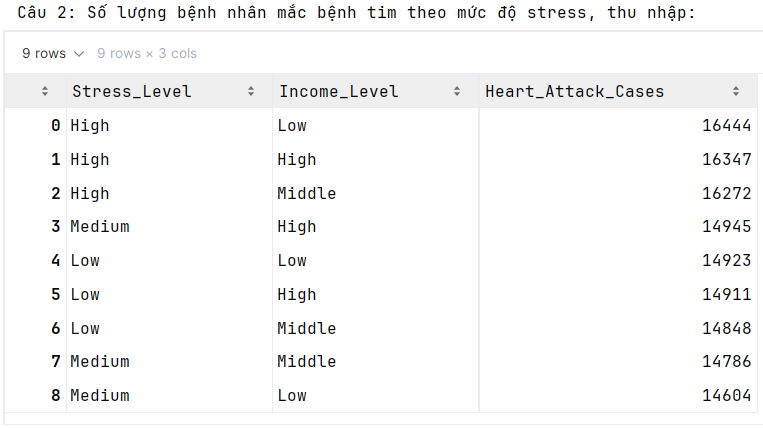 Câu 2: Số lượng bệnh nhân mắc bệnh tim theo mức độ stress, thu nhập:
9 rows 9 rows × 3 cols
Stress_Level Income_Level Heart_Attack_Cases
0 High Low 16444
1 High High 16347
2 High Middle 16272
3 Medium High 14945
4 Low Low 14923
5 Low High 14911
6 Low Middle 14848
7 Medium Middle 14786
8 Medium Low 14604